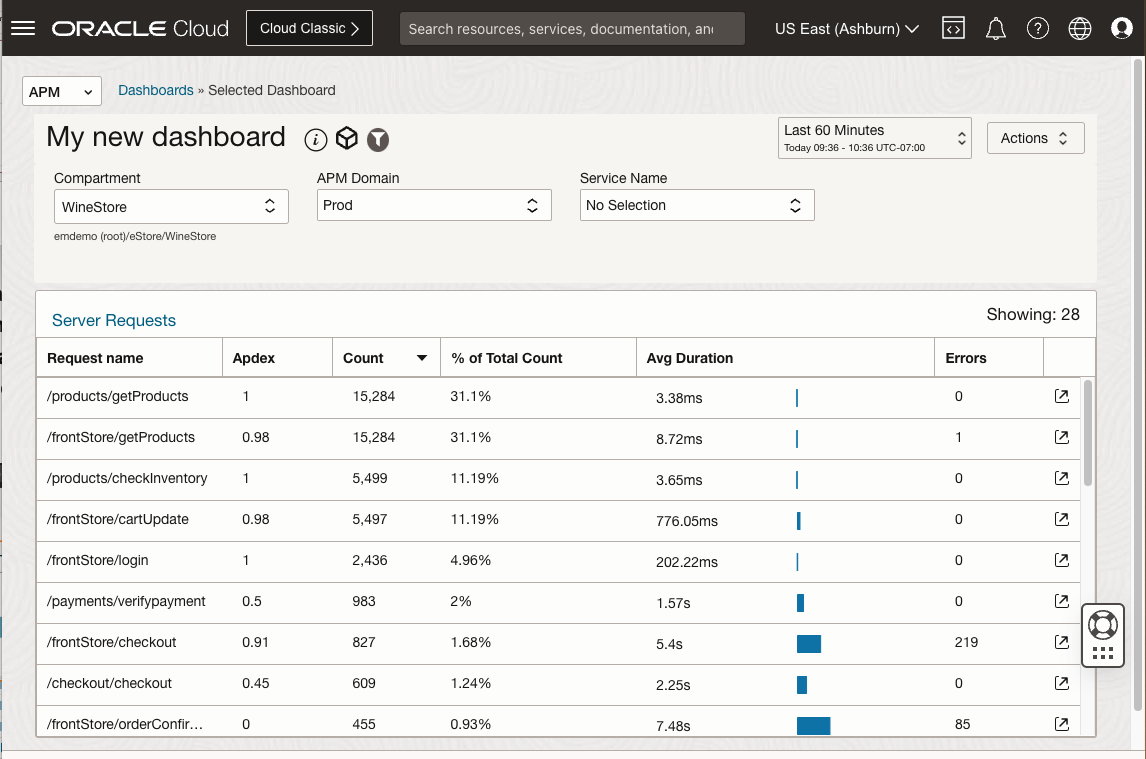 ORACLE Cloud
Cloud Classic
Search resources, services, documentation, an
US East (Ashburn)
APM
Dashboards » Selected Dashboard
My new dashboard
Last 60 Minutes
Today 09:36 - 10:36 UTC-07:00
Actions
Compartment
APM Domain
Service Name
WineStore
Prod
No Selection
emdemo (root)/eStore/WineStore
Server Requests
Showing: 28
Request name Apdex Count % of Total Count Avg Duration Errors
/products/getProducts 1 15,284 31.1% 3.38ms 0
/frontStore/getProducts 0.98 15,284 31.1% 8.72ms 1
/products/checkInventory 1 5,499 11.19% 3.65ms 0
/frontStore/cartUpdate 0.98 5,497 11.19% 776.05ms 0
/frontStore/login 1 2,436 4.96% 202.22ms 0
/payments/verifypayment 0.5 983 2% 1.57s 0
/frontStore/checkout 0.91 827 1.68% 5.4s 219
/checkout/checkout 0.45 609 1.24% 2.25s 0
/frontStore/orderConfir... 0 455 0.93% 7.48s 85